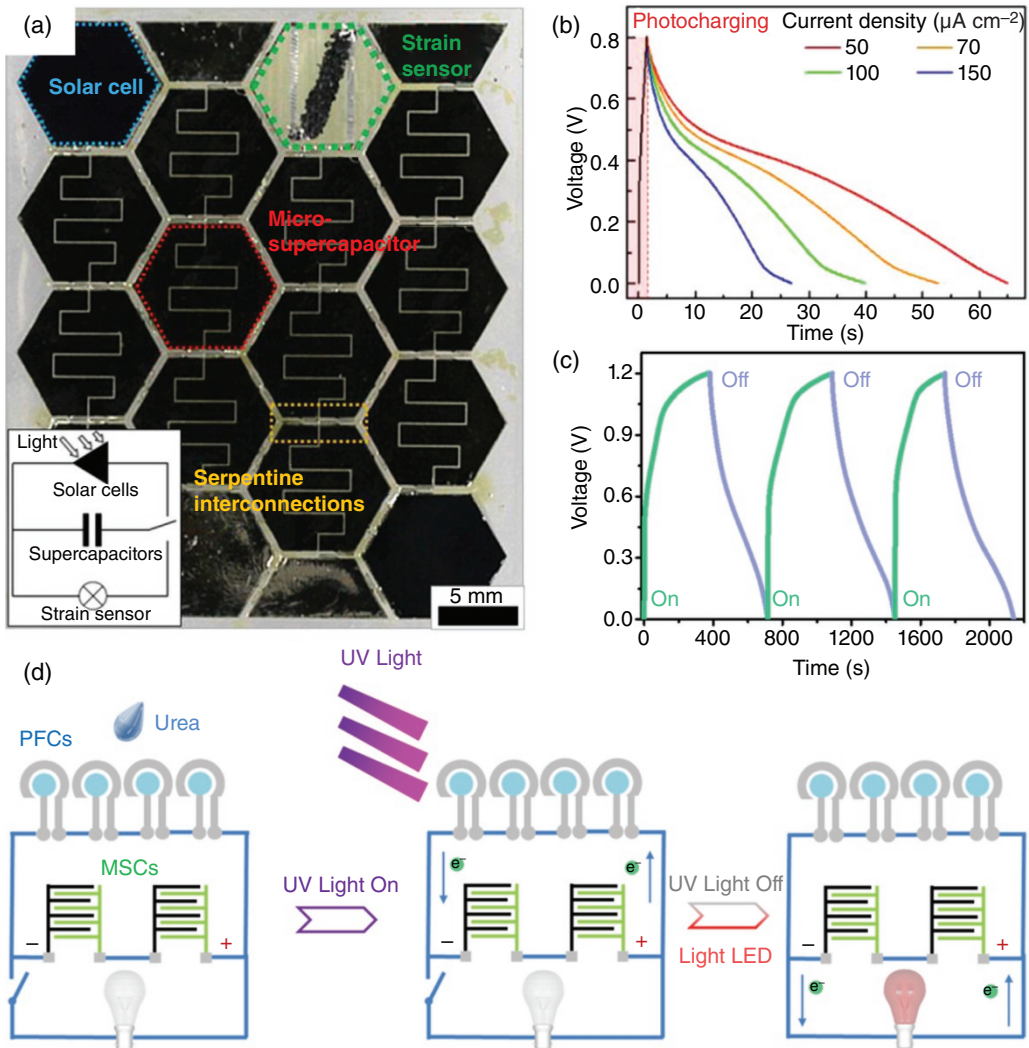 (a)
Solar cell
Strain
sensor
Micro-
supercapacitor
Serpentine
interconnections
Light
Solar cells
Supercapacitors
Strain sensor
5 mm
(b)
Photocharging
Current density (µA cm–2)
50
70
100
150
Voltage (V)
0.8
0.6
0.4
0.2
0.0
0 10 20 30 40 50 60
Time (s)
(c)
Voltage (V)
1.2
0.9
0.6
0.3
0.0
Off
Off
Off
On
On
On
0 400 800 1200 1600 2000
Time (s)
(d)
UV Light
Urea
PFCs
MSCs
– +
UV Light On
e–
e–
– +
UV Light Off
Light LED
– +
e–
e–